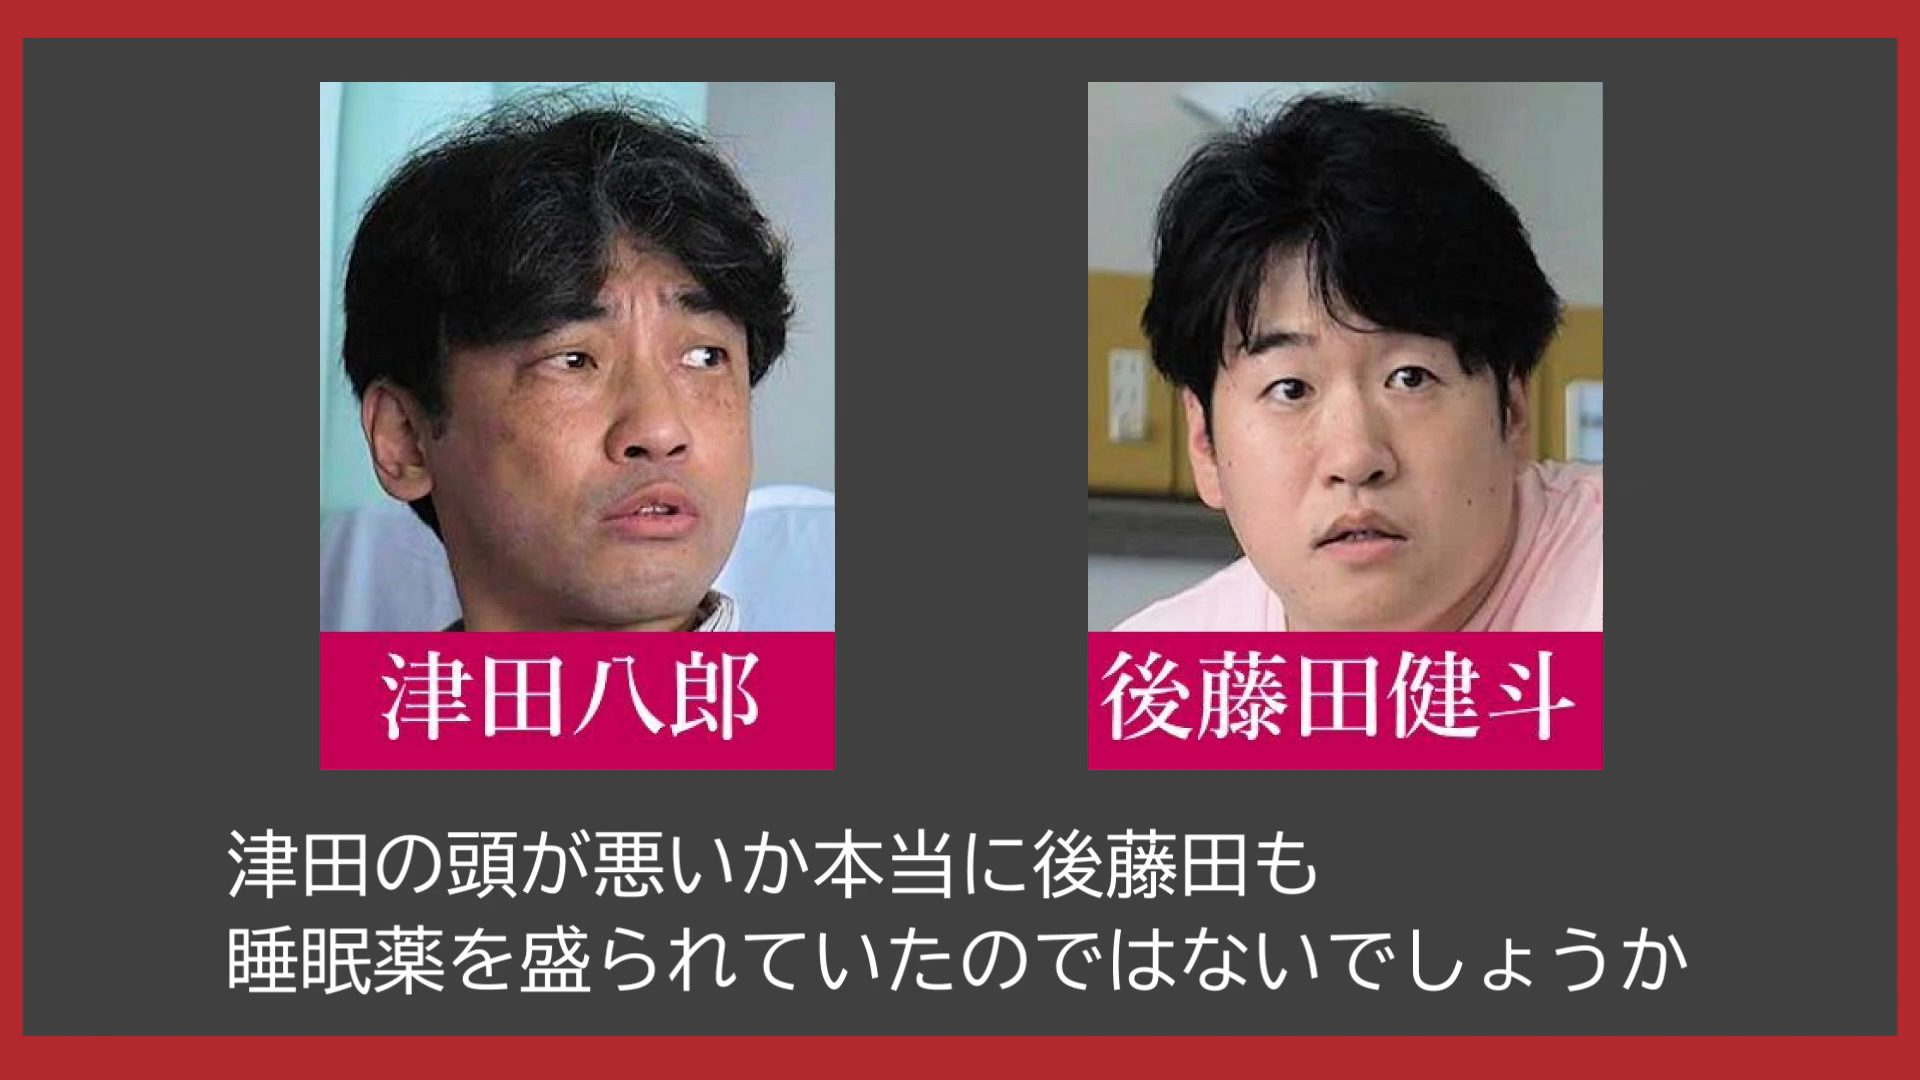 津田八郎
後藤田健斗
津田の頭が悪いか本当に後藤田も
睡眠薬を盛られていたのではないでしょうか